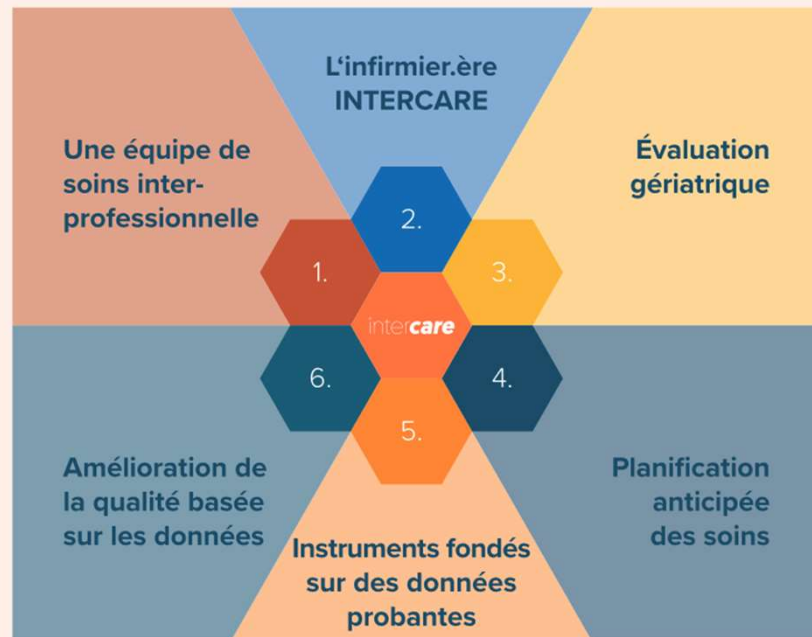 L‘infirmier.ère
INTERCARE
Une équipe de
soins inter-
professionnelle
Évaluation
gériatrique
2.
1.
3.
intercare
6.
4.
5.
Amélioration de
la qualité basée
sur les données
Planification
anticipée
des soins
Instruments fondés
sur des données
probantes